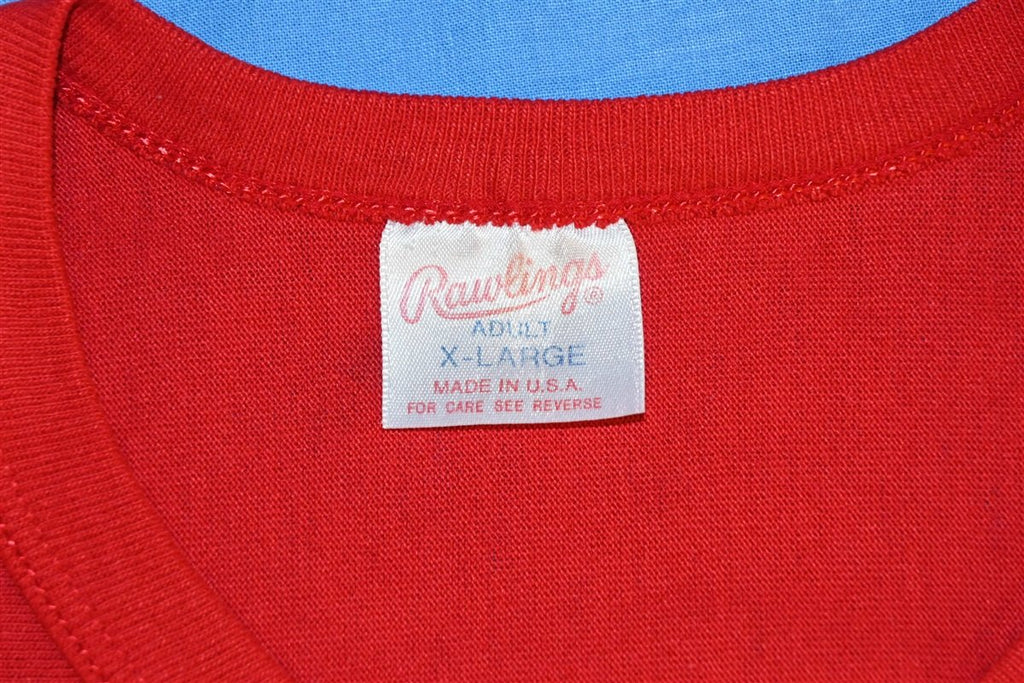 Rawlings®
ADULT
X-LARGE
MADE IN U.S.A.
FOR CARE SEE REVERSE